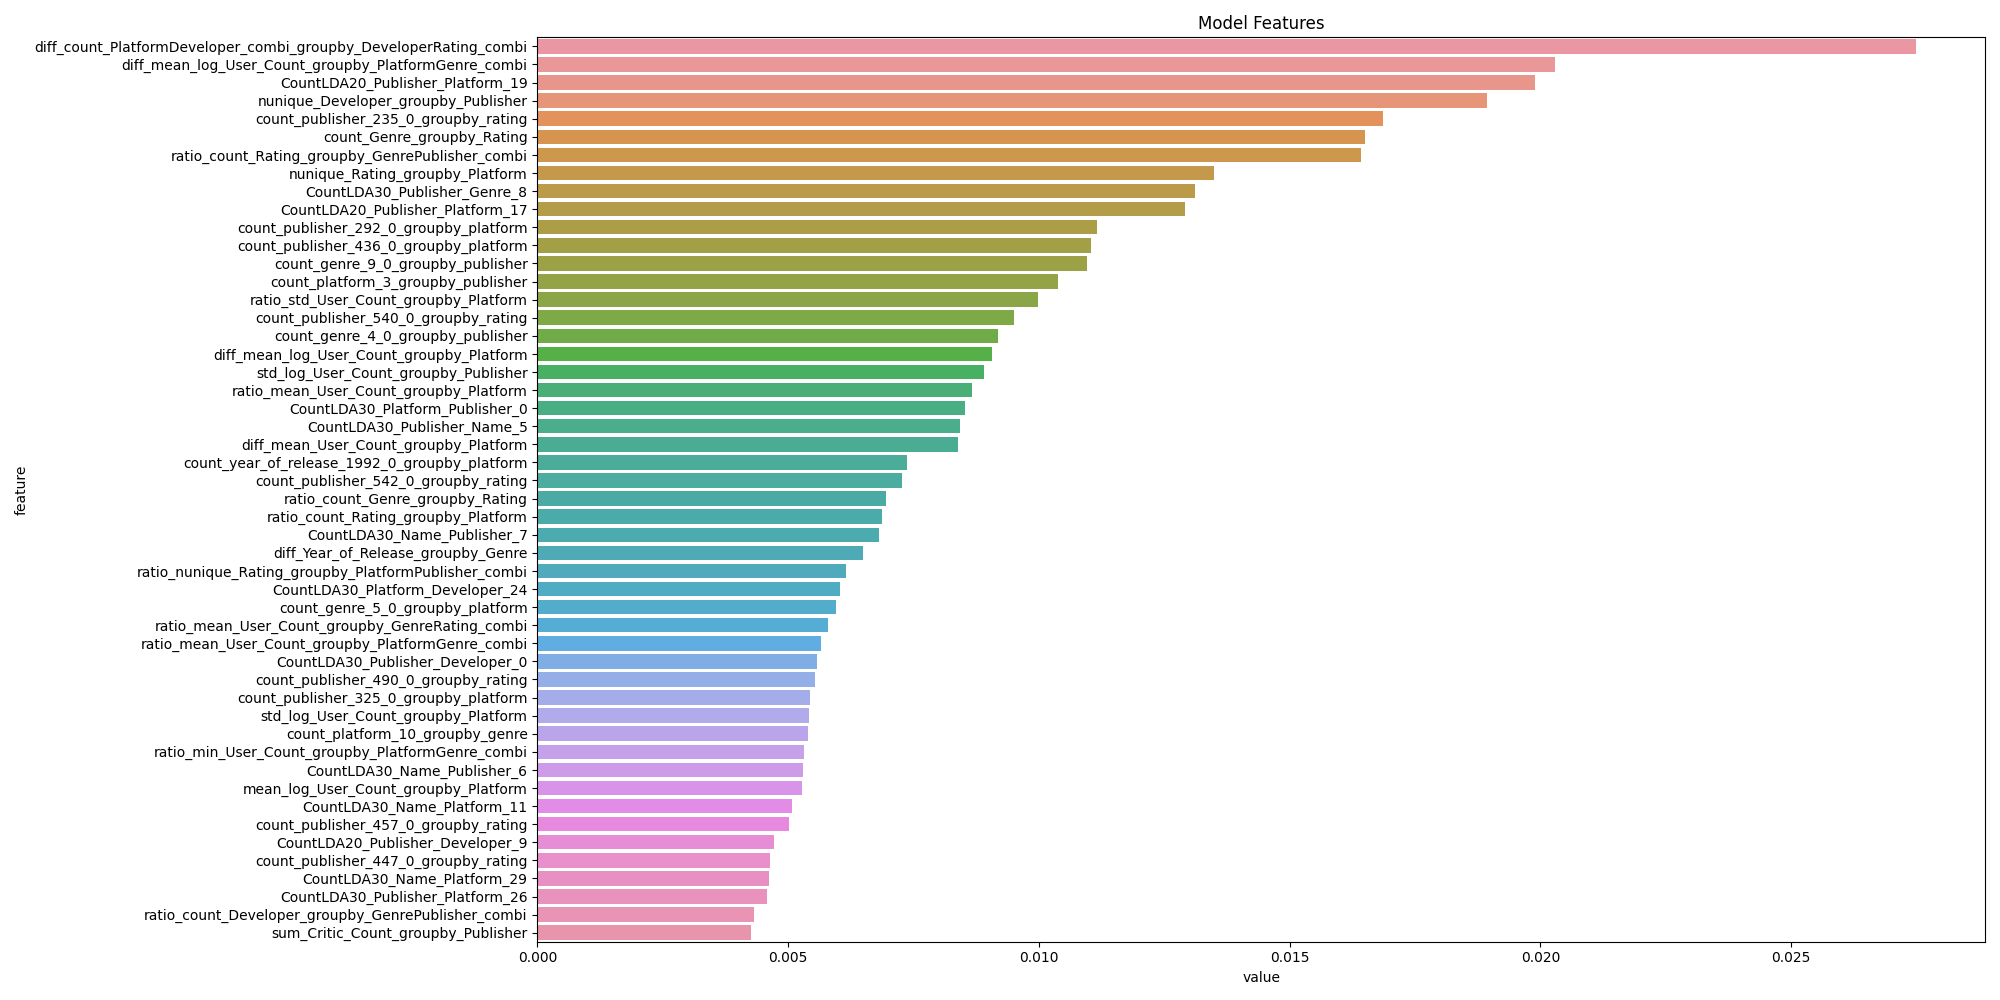 Model Features
diff_count_PlatformDeveloper_combi_groupby_DeveloperRating_combi
diff_mean_log_User_Count_groupby_PlatformGenre_combi
CountLDA20_Publisher_Platform_19
nunique_Developer_groupby_Publisher
count_publisher_235_0_groupby_rating
count_Genre_groupby_Rating
ratio_count_Rating_groupby_GenrePublisher_combi
nunique_Rating_groupby_Platform
CountLDA30_Publisher_Genre_8
CountLDA20_Publisher_Platform_17
count_publisher_292_0_groupby_platform
count_publisher_436_0_groupby_platform
count_genre_9_0_groupby_publisher
count_platform_3_groupby_publisher
ratio_std_User_Count_groupby_Platform
count_publisher_540_0_groupby_rating
count_genre_4_0_groupby_publisher
diff_mean_log_User_Count_groupby_Platform
std_log_User_Count_groupby_Publisher
ratio_mean_User_Count_groupby_Platform
CountLDA30_Platform_Publisher_0
CountLDA30_Publisher_Name_5
diff_mean_User_Count_groupby_Platform
count_year_of_release_1992_0_groupby_platform
count_publisher_542_0_groupby_rating
ratio_count_Genre_groupby_Rating
ratio_count_Rating_groupby_Platform
CountLDA30_Name_Publisher_7
diff_Year_of_Release_groupby_Genre
ratio_nunique_Rating_groupby_PlatformPublisher_combi
CountLDA30_Platform_Developer_24
count_genre_5_0_groupby_platform
ratio_mean_User_Count_groupby_GenreRating_combi
ratio_mean_User_Count_groupby_PlatformGenre_combi
CountLDA30_Publisher_Developer_0
count_publisher_490_0_groupby_rating
count_publisher_325_0_groupby_platform
std_log_User_Count_groupby_Platform
count_platform_10_groupby_genre
ratio_min_User_Count_groupby_PlatformGenre_combi
CountLDA30_Name_Publisher_6
mean_log_User_Count_groupby_Platform
CountLDA30_Name_Platform_11
count_publisher_457_0_groupby_rating
CountLDA20_Publisher_Developer_9
count_publisher_447_0_groupby_rating
CountLDA30_Name_Platform_29
CountLDA30_Publisher_Platform_26
ratio_count_Developer_groupby_GenrePublisher_combi
sum_Critic_Count_groupby_Publisher
feature
0.000 0.005 0.010 0.015 0.020 0.025
value